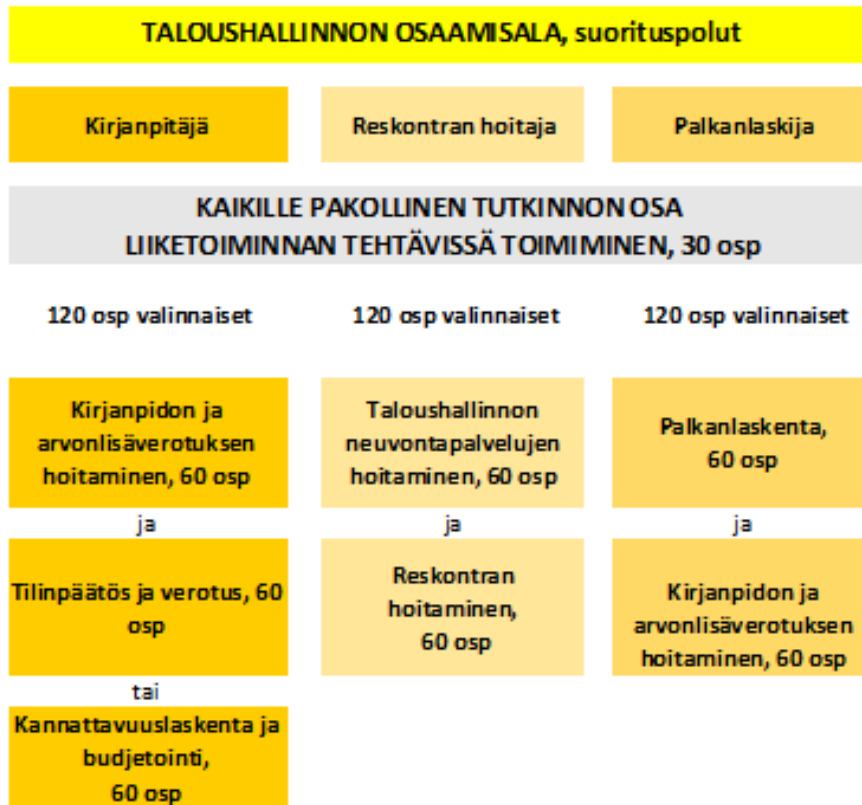 TALOUSHALLINNON OSAAMISALA, suorituspolut
Kirjanpitäjä
Reskontran hoitaja
Palkanlaskija
KAIKILLE PAKOLLINEN TUTKINNON OSA
LIIKETOIMINNAN TEHTÄVISSÄ TOIMIMINEN, 30 osp
120 osp valinnaiset
120 osp valinnaiset
120 osp valinnaiset
Kirjanpidon ja
arvonlisäverotuksen
hoitaminen, 60 osp
Taloushallinnon
neuvontapalvelujen
hoitaminen, 60 osp
Palkanlaskenta,
60 osp
ja
ja
ja
Tilinpäätös ja verotus, 60
osp
Reskontran
hoitaminen,
60 osp
Kirjanpidon ja
arvonlisäverotuksen
hoitaminen, 60 osp
tai
Kannattavuuslaskenta ja
budjetointi,
60 osp